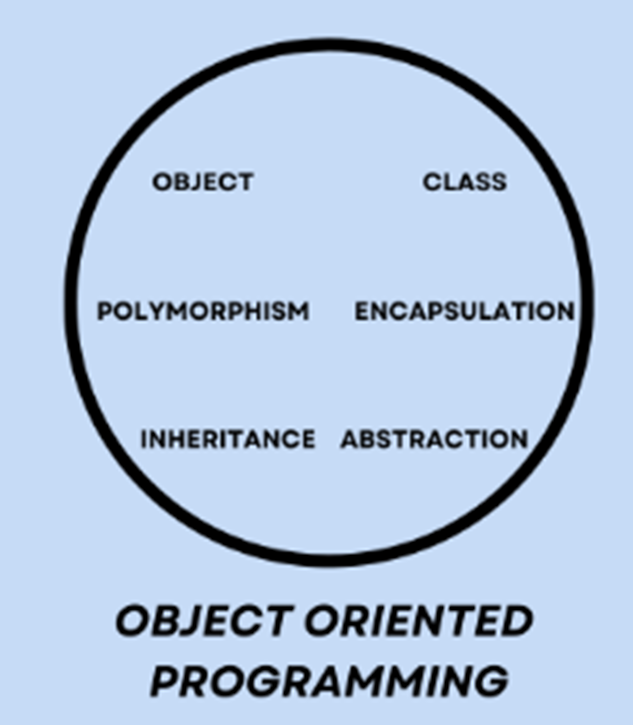 OBJECT CLASS
POLYMORPHISM ENCAPSULATION
INHERITANCE ABSTRACTION
OBJECT ORIENTED
PROGRAMMING